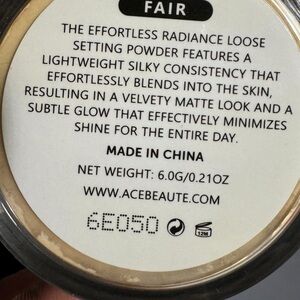 FAIR
THE EFFORTLESS RADIANCE LOOSE
SETTING POWDER FEATURES A
LIGHTWEIGHT SILKY CONSISTENCY THAT
EFFORTLESSLY BLENDS INTO THE SKIN,
RESULTING IN A VELVETY MATTE LOOK AND A
SUBTLE GLOW THAT EFFECTIVELY MINIMIZES
SHINE FOR THE ENTIRE DAY.
MADE IN CHINA
NET WEIGHT: 6.0G/0.21OZ
WWW.ACEBEAUTE.COM
6E050
12M